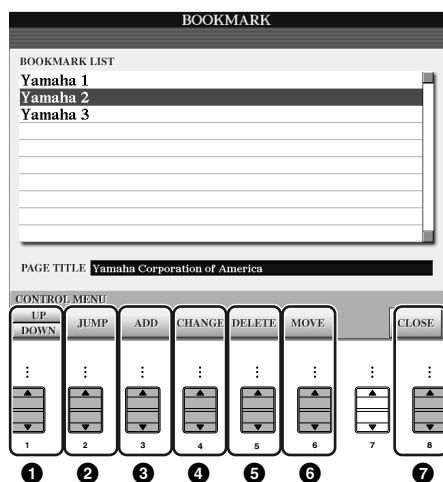 BOOKMARK
BOOKMARK LIST
Yamaha 1
Yamaha 2
Yamaha 3
PAGE TITLE Yamaha Corporation of America
CONTROL MENU
UP
DOWN
JUMP ADD CHANGE DELETE MOVE CLOSE
1 2 3 4 5 6 7 8
❶ ❷ ❸ ❹ ❺ ❻ ❼